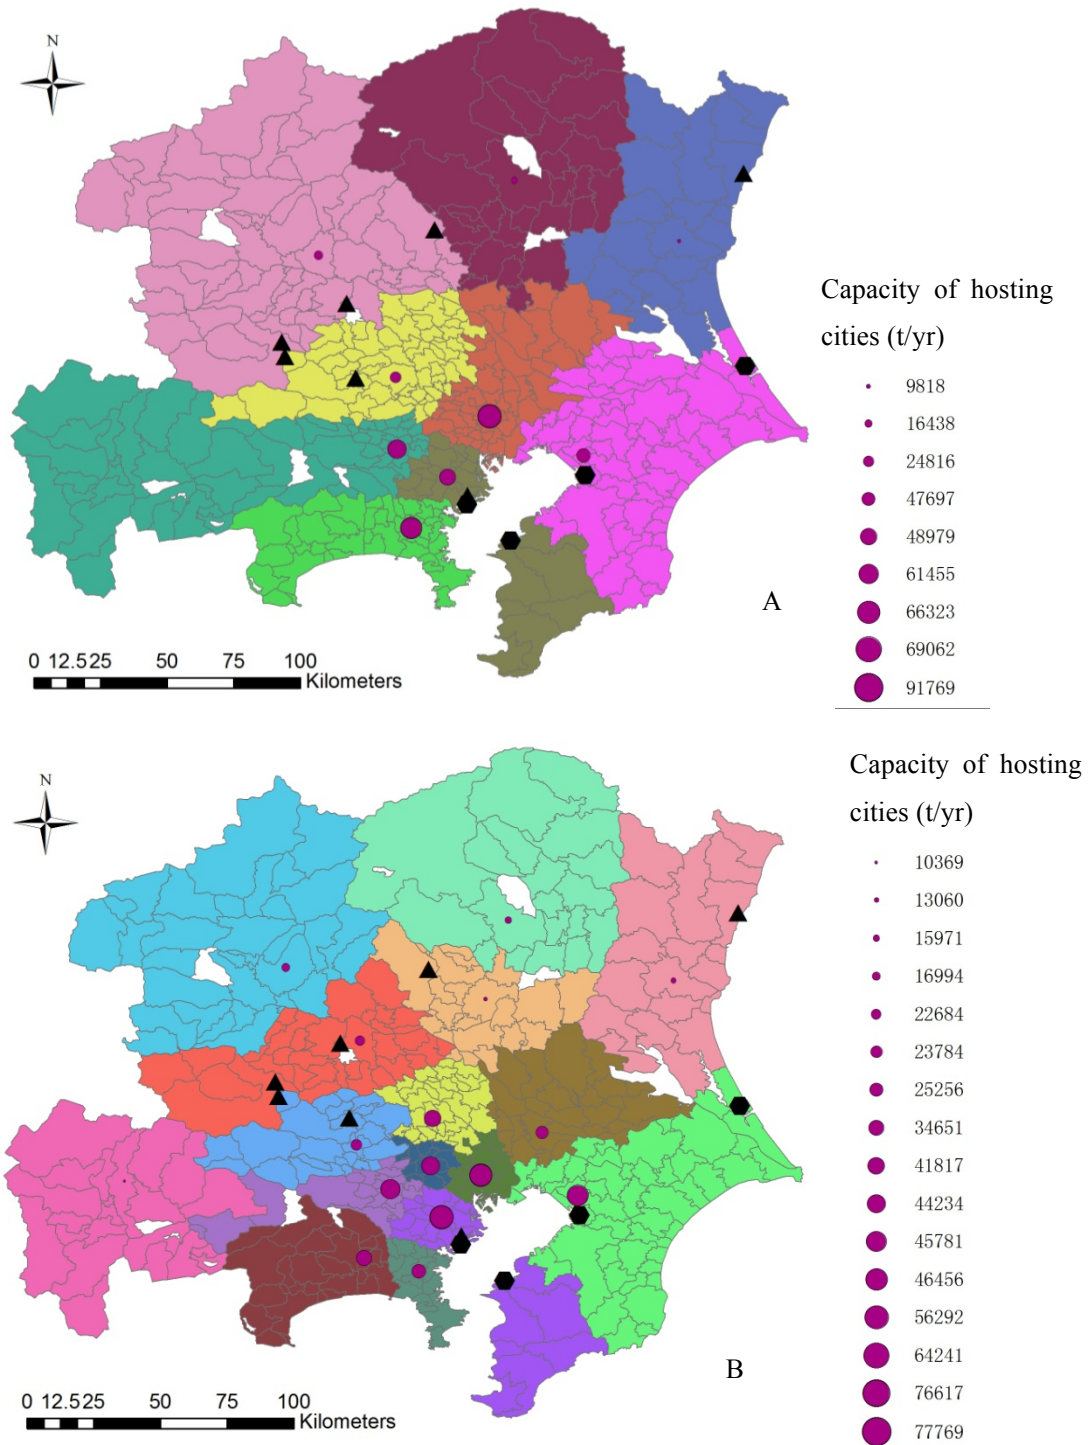 N
Capacity of hosting
cities (t/yr)
9818
16438
24816
47697
48979
61455
66323
69062
91769
A
0 12.5 25 50 75 100
Kilometers
Capacity of hosting
cities (t/yr)
N
10369
13060
15971
16994
22684
23784
25256
34651
41817
44234
45781
46456
56292
64241
76617
77769
B
0 12.5 25 50 75 100
Kilometers